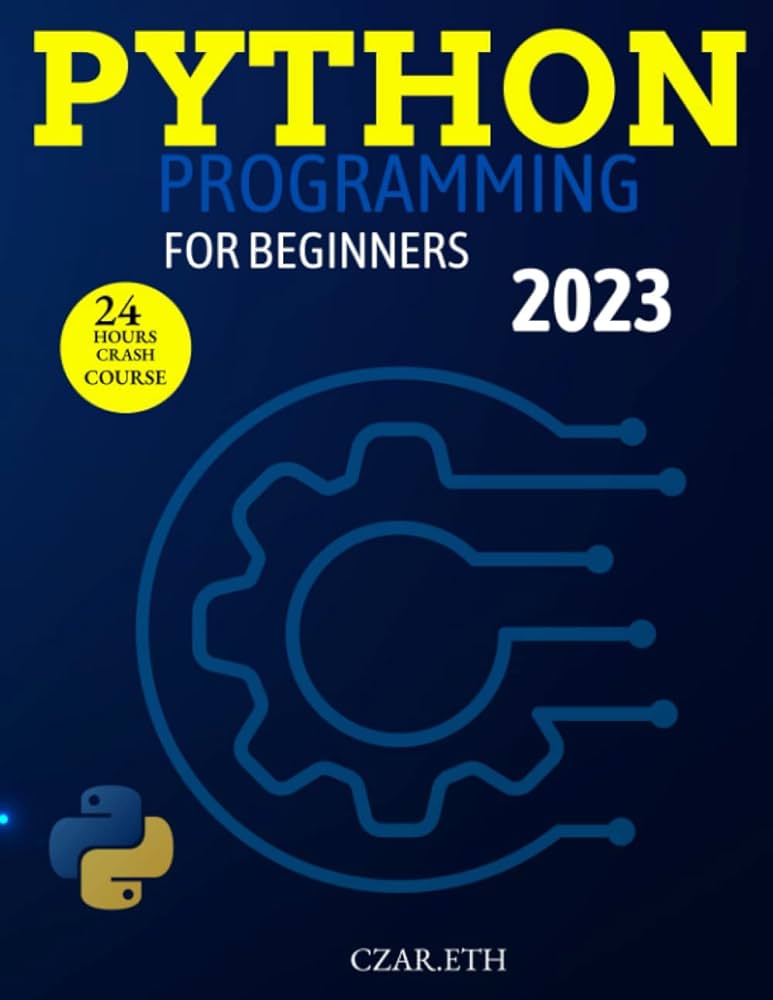 PYTHON
PROGRAMMING
FOR BEGINNERS
2023
24
HOURS
CRASH
COURSE
CZAR.ETH